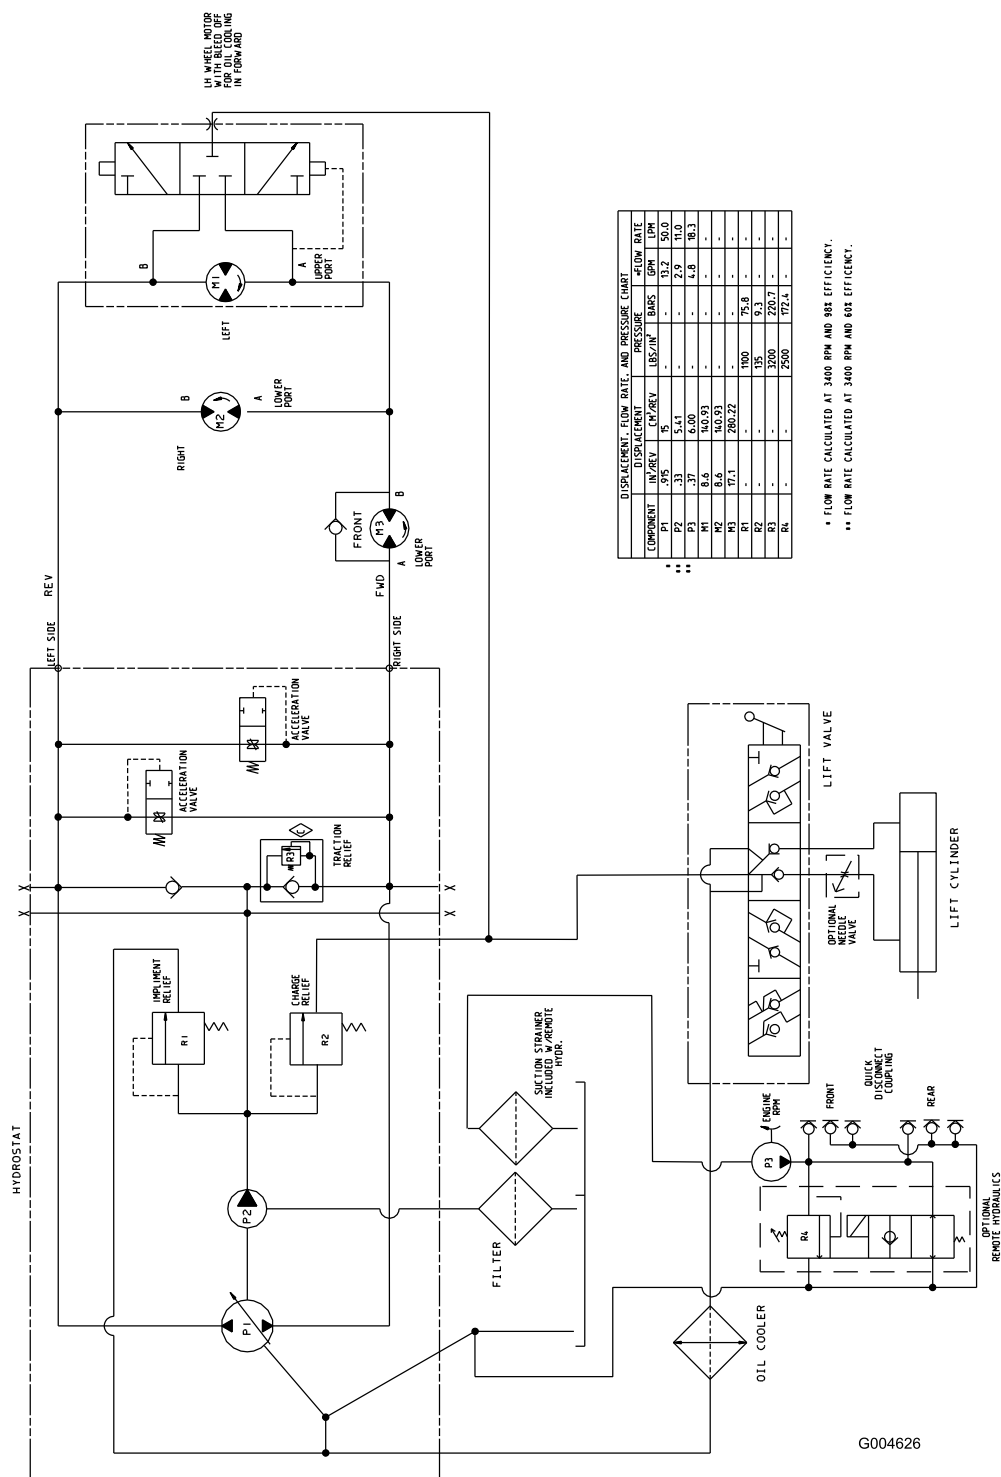 LH WHEEL MOTOR
WITH BLEED OFF
FOR OIL COOLING
IN FORWARD
B
M1
A
UPPER
PORT
LEFT
B
M2
A
LOWER
PORT
RIGHT
B
M3
FRONT
A
LOWER
PORT
REV
FWD
LEFT SIDE
RIGHT SIDE
ACCELERATION
VALVE
ACCELERATION
VALVE
C
R3
TRACTION
RELIEF
X
X
X
X
IMPLIMENT
RELIEF
R1
CHARGE
RELIEF
R2
HYDROSTAT
P2
P1
SUCTION STRAINER
INCLUDED W/REMOTE
HYDR.
FILTER
OIL COOLER
LIFT VALVE
OPTIONAL
NEEDLE
VALVE
LIFT CYLINDER
ENGINE
RPM
P3
FRONT
QUICK
DISCONNECT
COUPLING
REAR
R4
OPTIONAL
REMOTE HYDRAULICS
DISPLACEMENT, FLOW RATE, AND PRESSURE CHART
DISPLACEMENT PRESSURE *FLOW RATE
COMPONENT IN³/REV CM³/REV LBS/IN² BARS GPM LPM
* P1 .915 15 - - 13.2 50.0
** P2 .33 5.41 - - 2.9 11.0
** P3 .37 6.00 - - 4.8 18.3
M1 8.6 140.93 - - - -
M2 8.6 140.93 - - - -
M3 17.1 280.22 - - - -
R1 - - 1100 75.8 - -
R2 - - 135 9.3 - -
R3 - - 3200 220.7 - -
R4 - - 2500 172.4 - -
* FLOW RATE CALCULATED AT 3400 RPM AND 98% EFFICIENCY.
** FLOW RATE CALCULATED AT 3400 RPM AND 60% EFFICENCY.
G004626